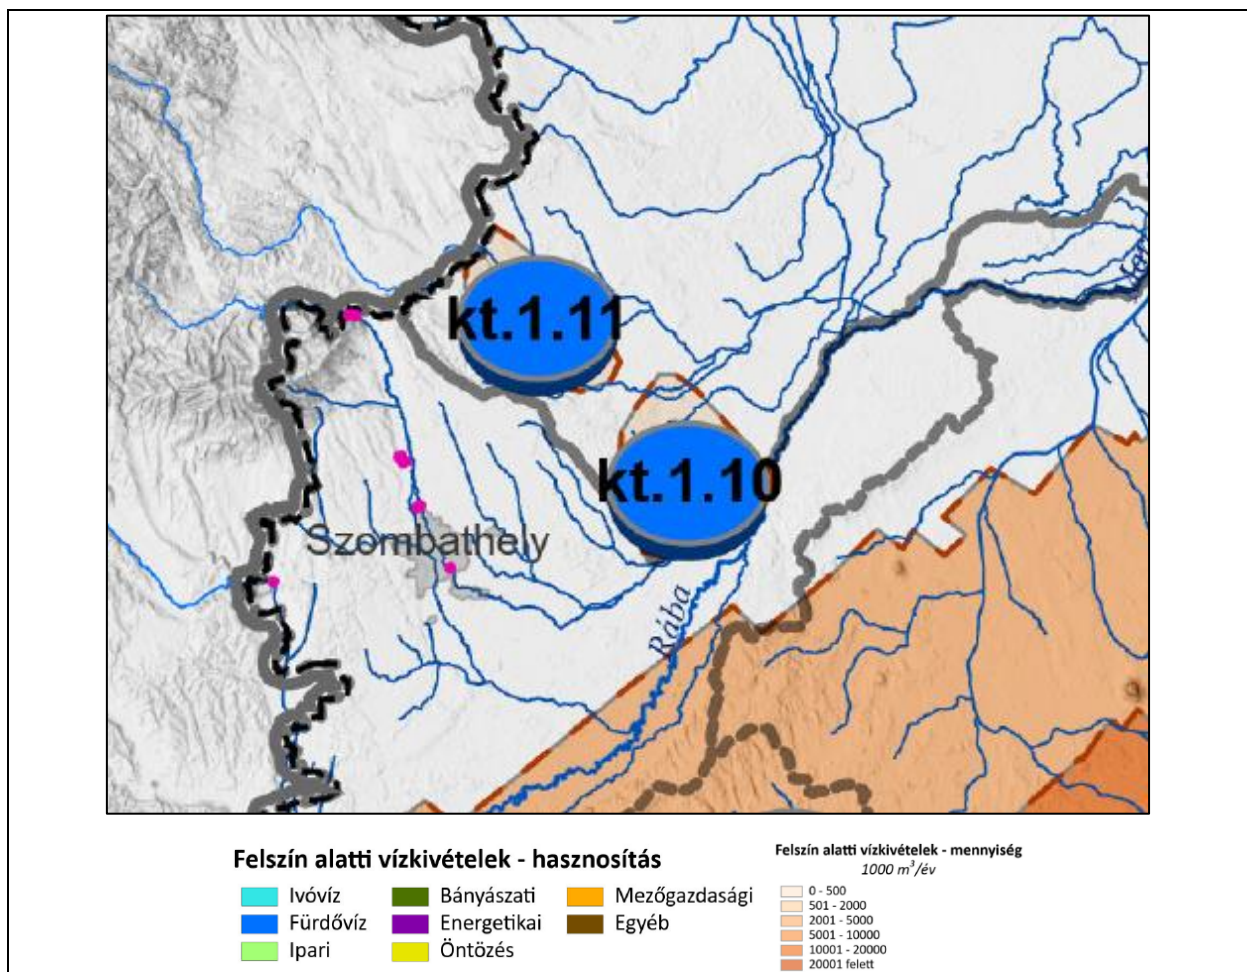 kt.1.11
kt.1.10
Szombathely
Rába
Felszín alatti vízkivételek - hasznosítás
Ivóvíz
Bányászati
Mezőgazdasági
Fürdővíz
Energetikai
Egyéb
Ipari
Öntözés
Felszín alatti vízkivételek - mennyiség
1000 m³/év
0 - 500
501 - 2000
2001 - 5000
5001 - 10000
10001 - 20000
20001 felett